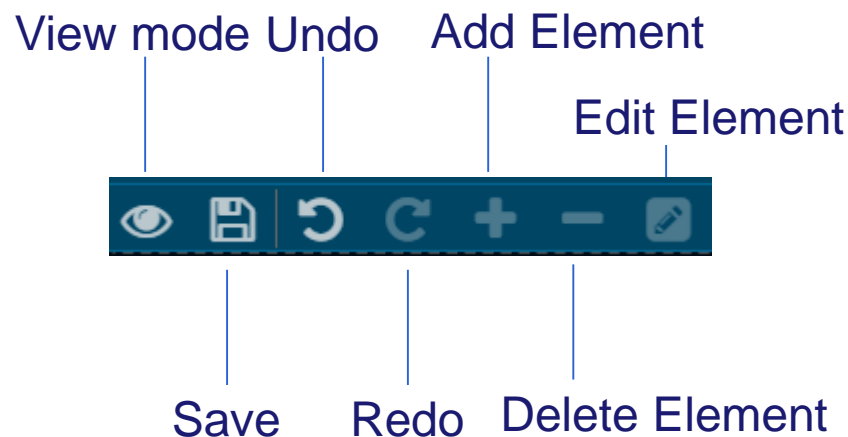 View mode Undo Add Element
Edit Element
Save Redo Delete Element